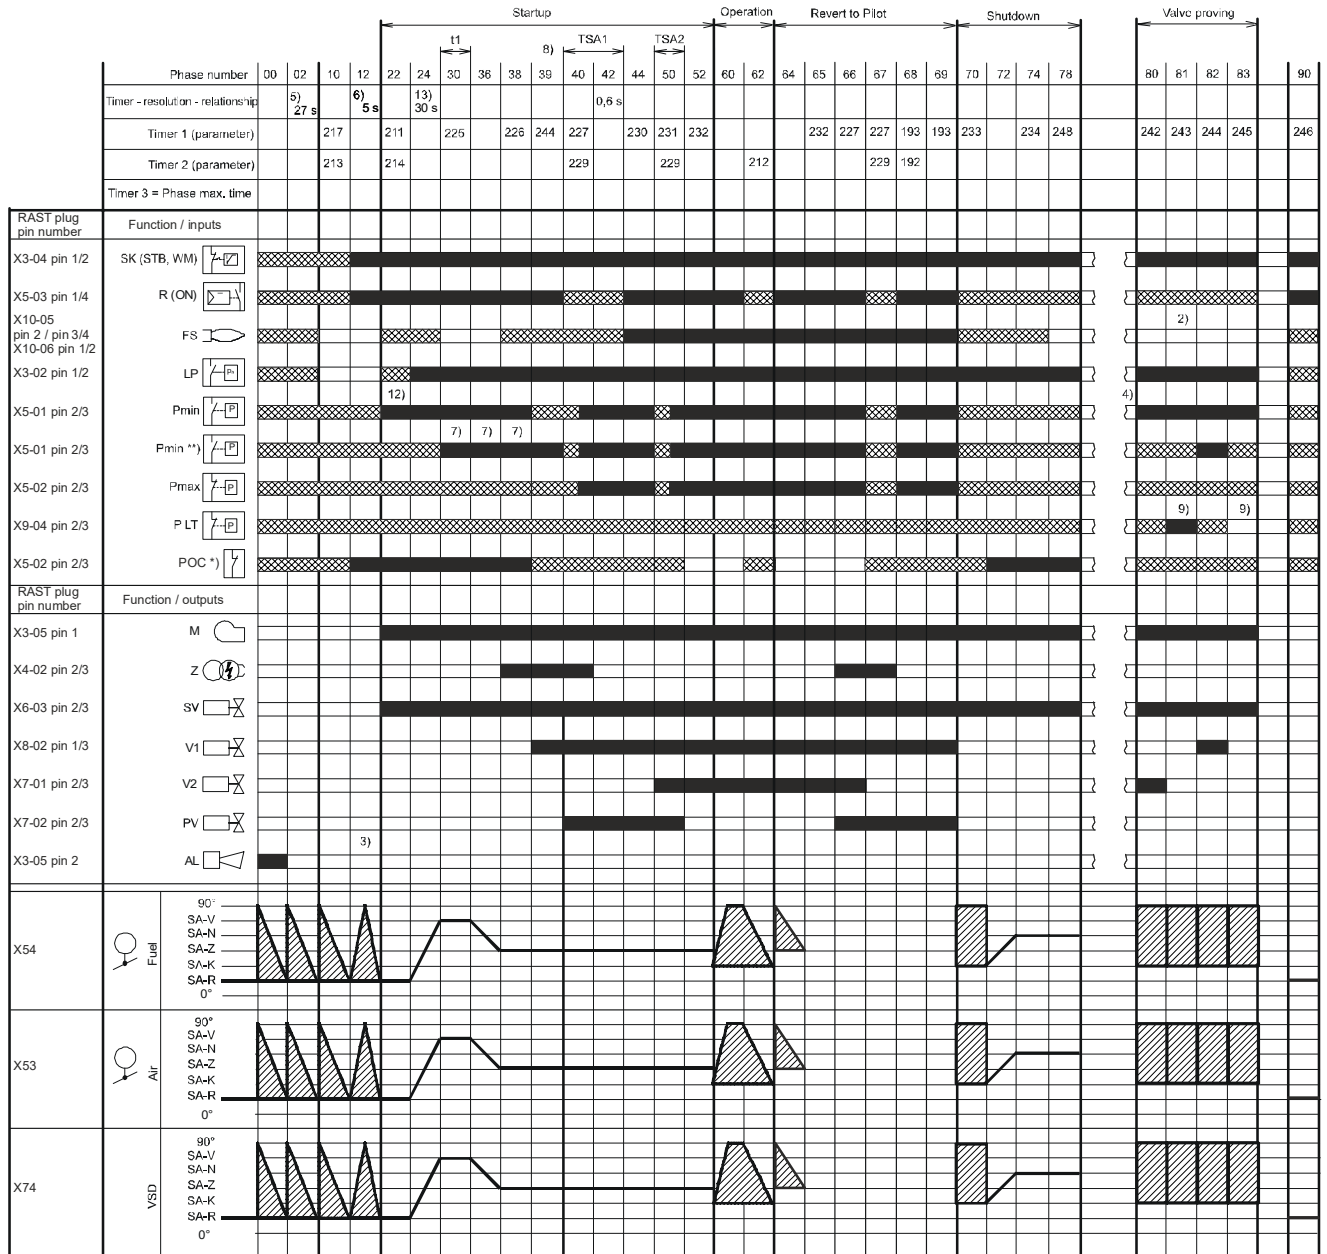 Startup Operation Revert to Pilot Shutdown Valve proving
t1 8) TSA1 TSA2
Phase number 00 02 10 12 22 24 30 36 38 39 40 42 44 50 52 60 62 64 65 66 67 68 69 70 72 74 78 80 81 82 83 90
Timer - resolution - relationship 5) 27 s 6) 5 s 13) 30 s 0,6 s
Timer 1 (parameter) 217 211 225 226 244 227 230 231 232 232 227 227 193 193 233 234 248 242 243 244 245 246
Timer 2 (parameter) 213 214 229 229 212 229 192
Timer 3 = Phase max. time
RAST plug
pin number
Function / inputs
X3-04 pin 1/2 SK (STB, WM)
X5-03 pin 1/4 R (ON)
X10-05
pin 2 / pin 3/4
X10-06 pin 1/2
FS 2)
X3-02 pin 1/2 LP P
12) 4)
X5-01 pin 2/3 Pmin P
7) 7) 7)
X5-01 pin 2/3 Pmin **) P
X5-02 pin 2/3 Pmax P
9) 9)
X9-04 pin 2/3 P LT P
X5-02 pin 2/3 POC *)
RAST plug
pin number
Function / outputs
X3-05 pin 1 M
X4-02 pin 2/3 Z
X6-03 pin 2/3 SV
X8-02 pin 1/3 V1
X7-01 pin 2/3 V2
X7-02 pin 2/3 PV
3)
X3-05 pin 2 AL
X54 Fuel
90°
SA-V
SA-N
SA-Z
SA-K
SA-R
0°
X53 Air
90°
SA-V
SA-N
SA-Z
SA-K
SA-R
0°
X74 VSD
90°
SA-V
SA-N
SA-Z
SA-K
SA-R
0°